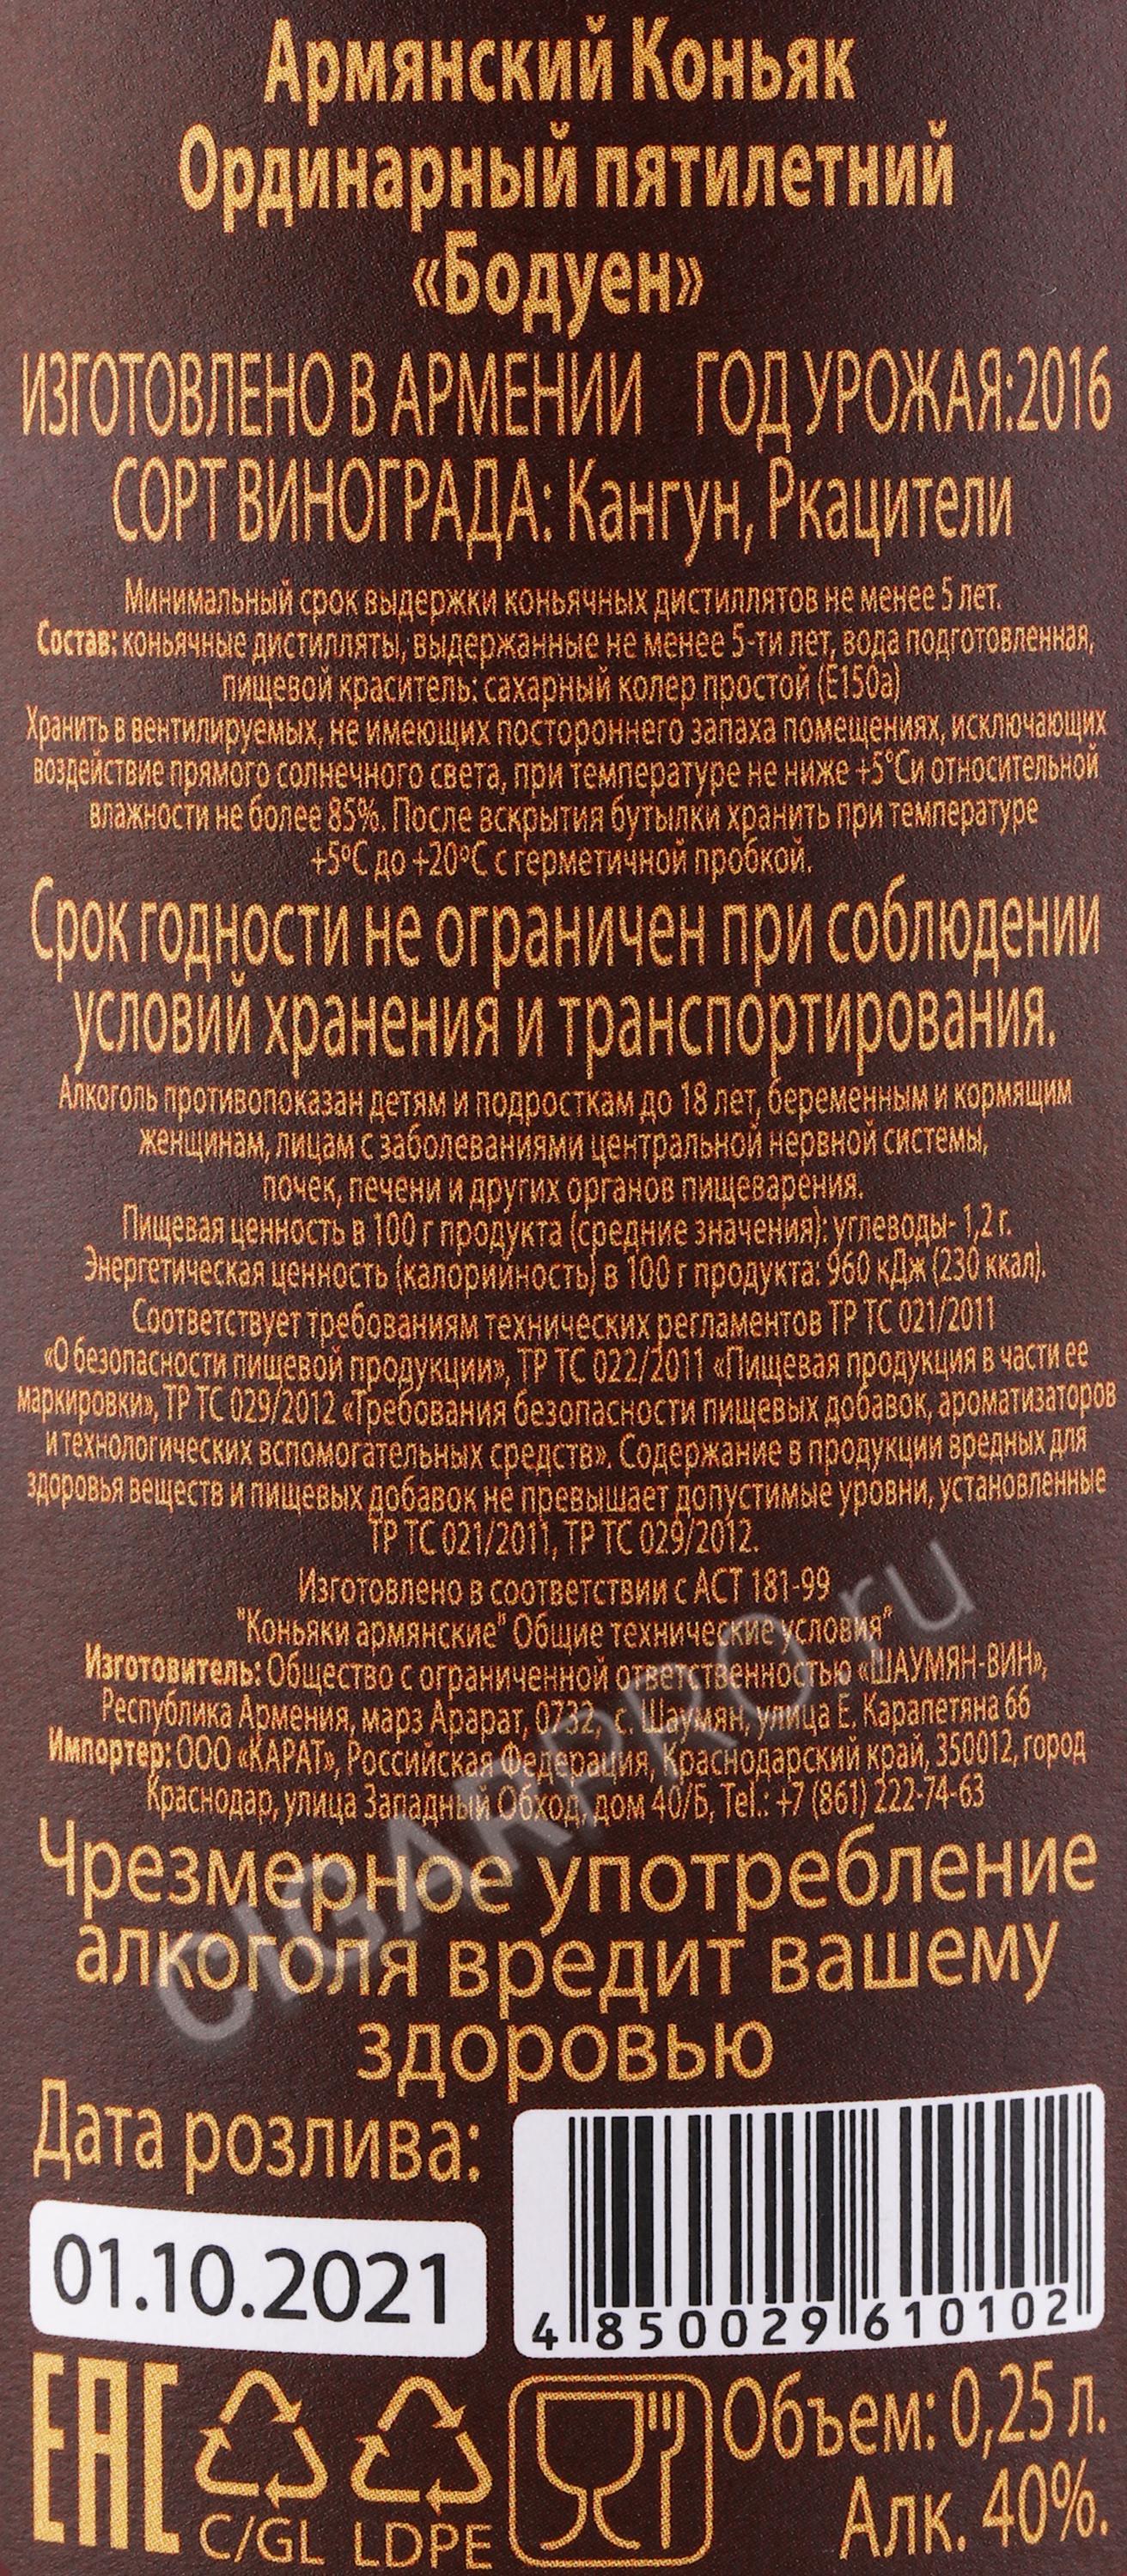 Армянский Коньяк
Ординарный пятилетний
«Бодуен»
ИЗГОТОВЛЕНО В АРМЕНИИ ГОД УРОЖАЯ:2016
СОРТ ВИНОГРАДА: Кангун, Ркацители
Минимальный срок выдержки коньячных дистиллятов не менее 5 лет.
Состав: коньячные дистилляты, выдержанные не менее 5-ти лет, вода подготовленная,
пищевой краситель: сахарный колер простой (Е150а)
Хранить в вентилируемых, не имеющих постороннего запаха помещениях, исключающих
воздействие прямого солнечного света, при температуре не ниже +5°Си относительной
влажности не более 85%. После вскрытия бутылки хранить при температуре
+5ºС до +20ºС с герметичной пробкой.
Срок годности не ограничен при соблюдении
условий хранения и транспортирования.
Алкоголь противопоказан детям и подросткам до 18 лет, беременным и кормящим
женщинам, лицам с заболеваниями центральной нервной системы,
почек, печени и других органов пищеварения.
Пищевая ценность в 100 г продукта (средние значения): углеводы- 1,2 г.
Энергетическая ценность (калорийность) в 100 г продукта: 960 кДж (230 ккал).
Соответствует требованиям технических регламентов ТР ТС 021/2011
«О безопасности пищевой продукции», ТР ТС 022/2011 «Пищевая продукция в части ее
маркировки», ТР ТС 029/2012 «Требования безопасности пищевых добавок, ароматизаторов
и технологических вспомогательных средств». Содержание в продукции вредных для
здоровья веществ и пищевых добавок не превышает допустимые уровни, установленные
ТР ТС 021/2011, ТР ТС 029/2012.
Изготовлено в соответствии с АСТ 181-99
"Коньяки армянские" Общие технические условия"
Изготовитель: Общество с ограниченной ответственностью «ШАУМЯН-ВИН»,
Республика Армения, марз Арарат, 0732, с. Шаумян, улица Е. Карапетяна 66
Импортер: ООО «КАРАТ», Российская Федерация, Краснодарский край, 350012, город
Краснодар, улица Западный Обход, дом 40/Б, Tel.: +7 (861) 222-74-63
Чрезмерное употребление
алкоголя вредит вашему
здоровью
CIGARPRO.ru
Дата розлива:
01.10.2021
4 850029 610102
EAC
C/GL LDPE
Объем: 0,25 л.
Алк. 40%.